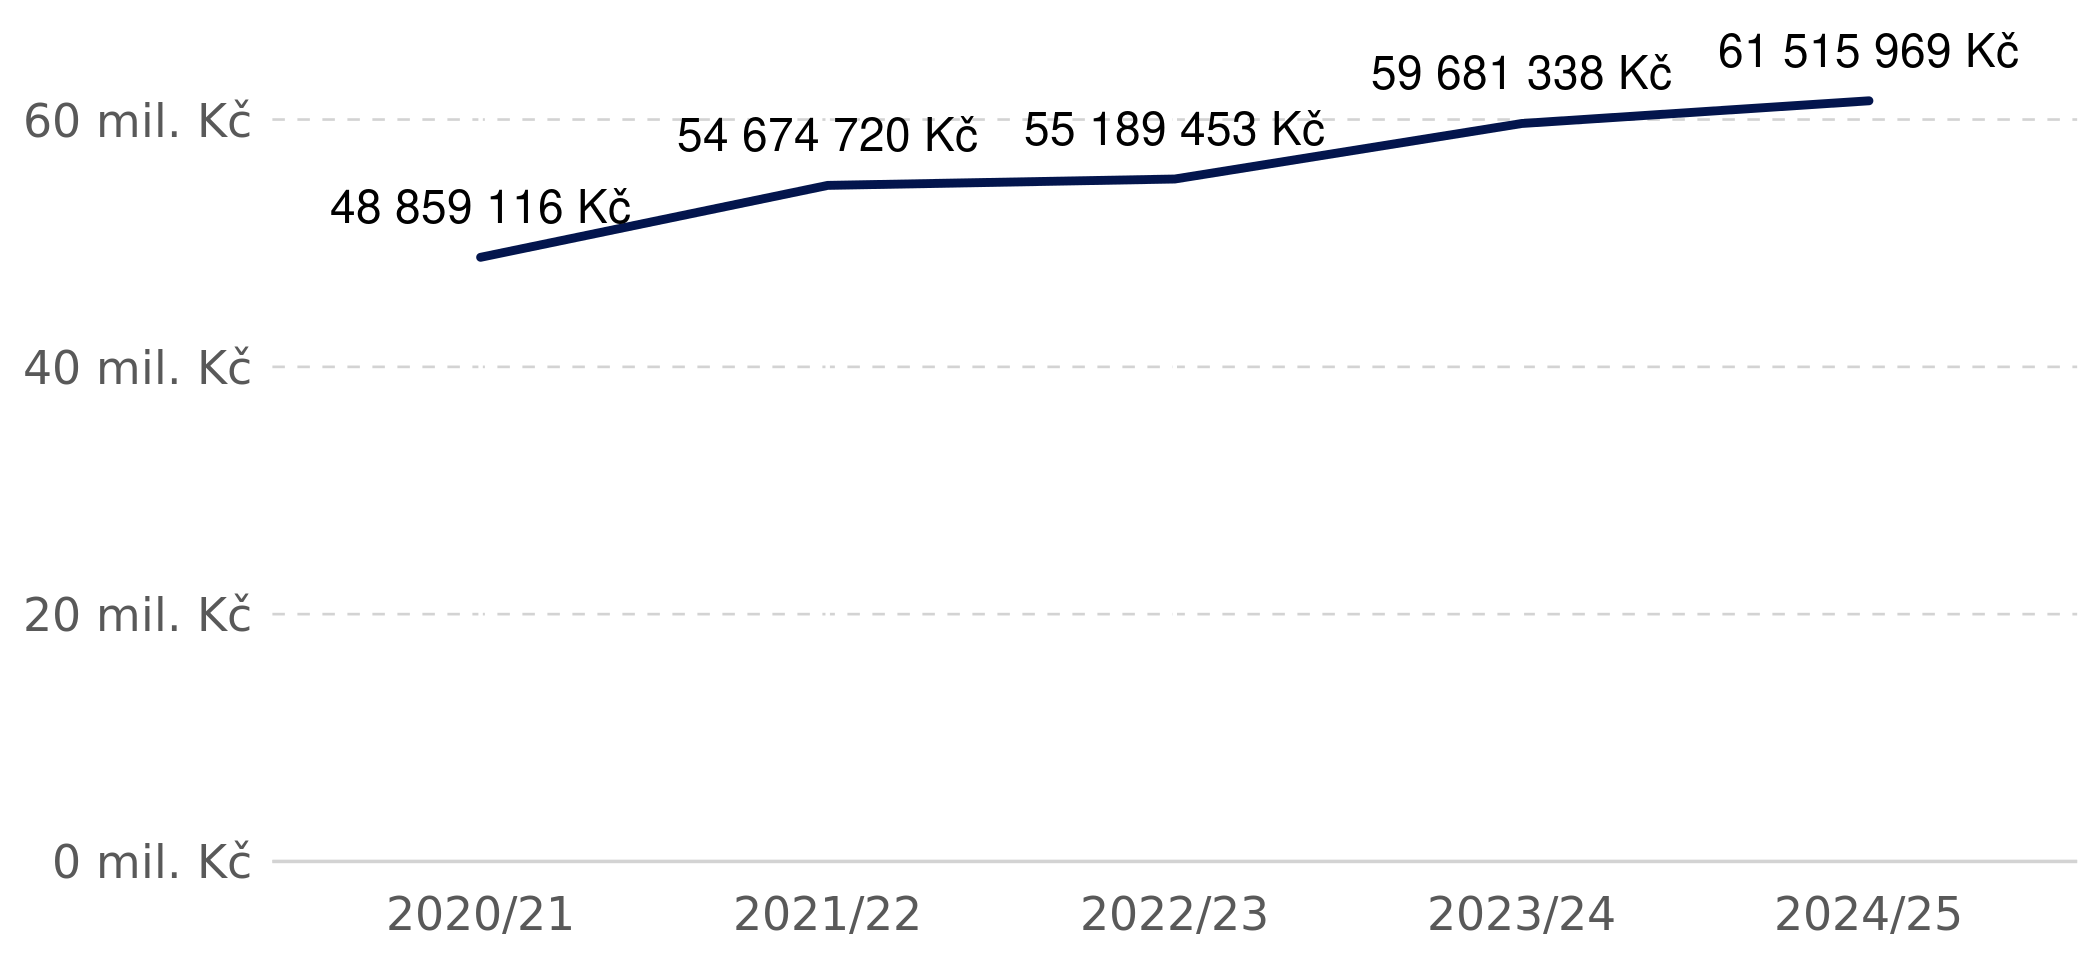 61 515 969 Kč
59 681 338 Kč
60 mil. Kč
55 189 453 Kč
54 674 720 Kč
48 859 116 Kč
40 mil. Kč
20 mil. Kč
0 mil. Kč
2020/21
2021/22
2022/23
2023/24
2024/25